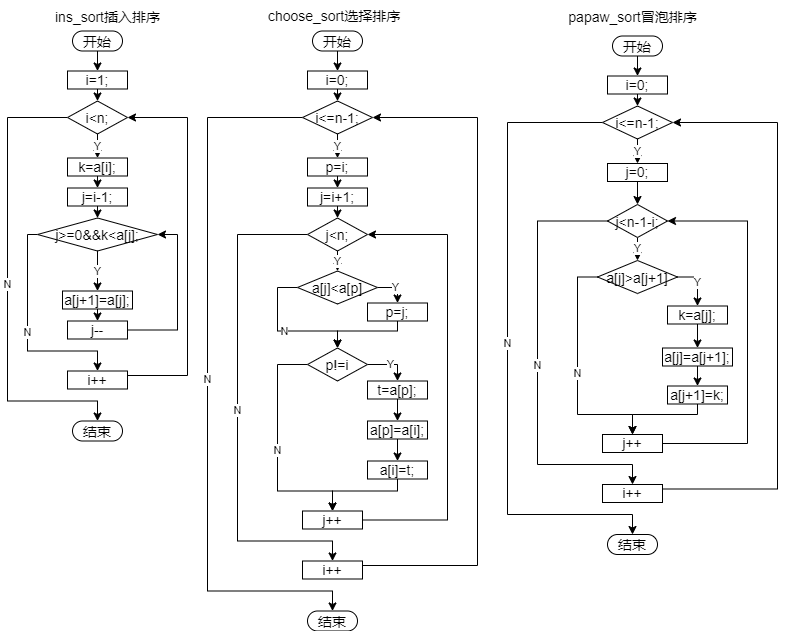 ins_sort插入排序
开始
i=1;
i<n;
Y
k=a[i];
j=i-1;
j>=0&&k<a[j];
Y
a[j+1]=a[j];
j--
N
N
i++
结束
choose_sort选择排序
开始
i=0;
i<=n-1;
Y
p=i;
j=i+1;
j<n;
Y
a[j]<a[p]
Y
p=j;
N
p!=i
Y
t=a[p];
a[p]=a[i];
a[i]=t;
N
N
N
j++
i++
结束
papaw_sort冒泡排序
开始
i=0;
i<=n-1;
Y
j=0;
j<n-1-i;
Y
a[j]>a[j+1]
Y
k=a[j];
a[j]=a[j+1];
a[j+1]=k;
N
N
N
j++
i++
结束